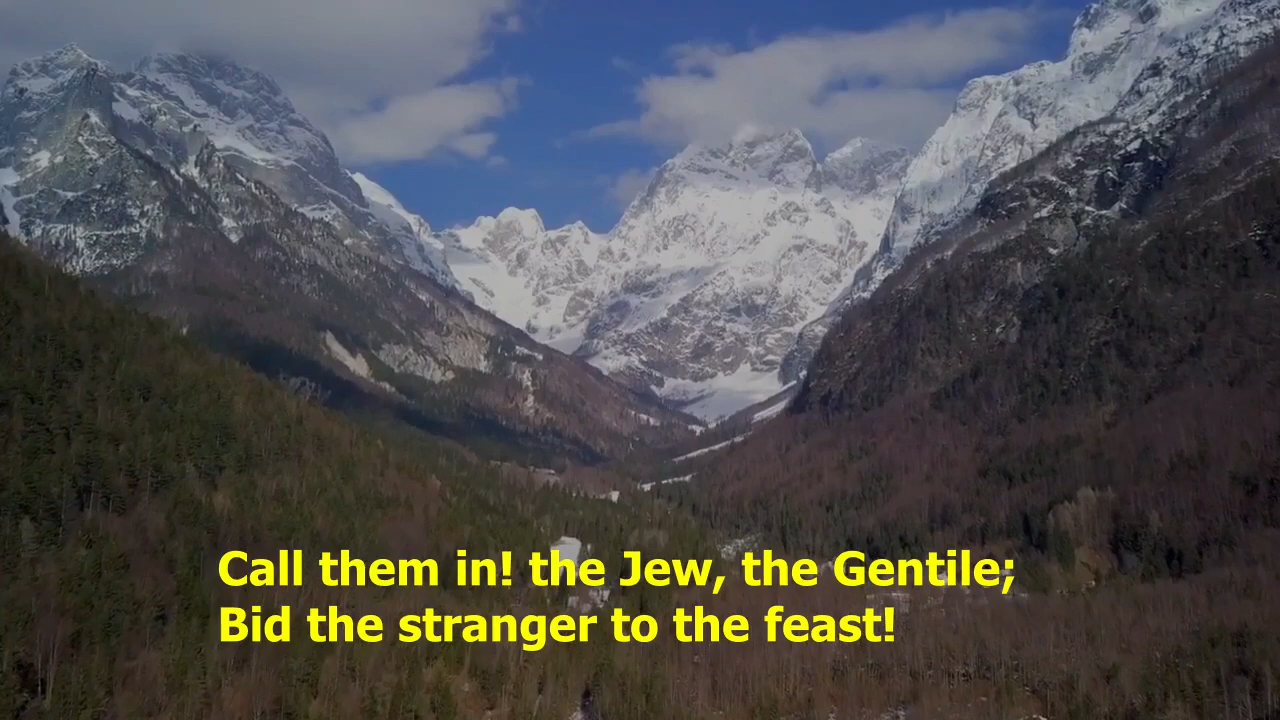 Call them in! the Jew, the Gentile;
Bid the stranger to the feast!